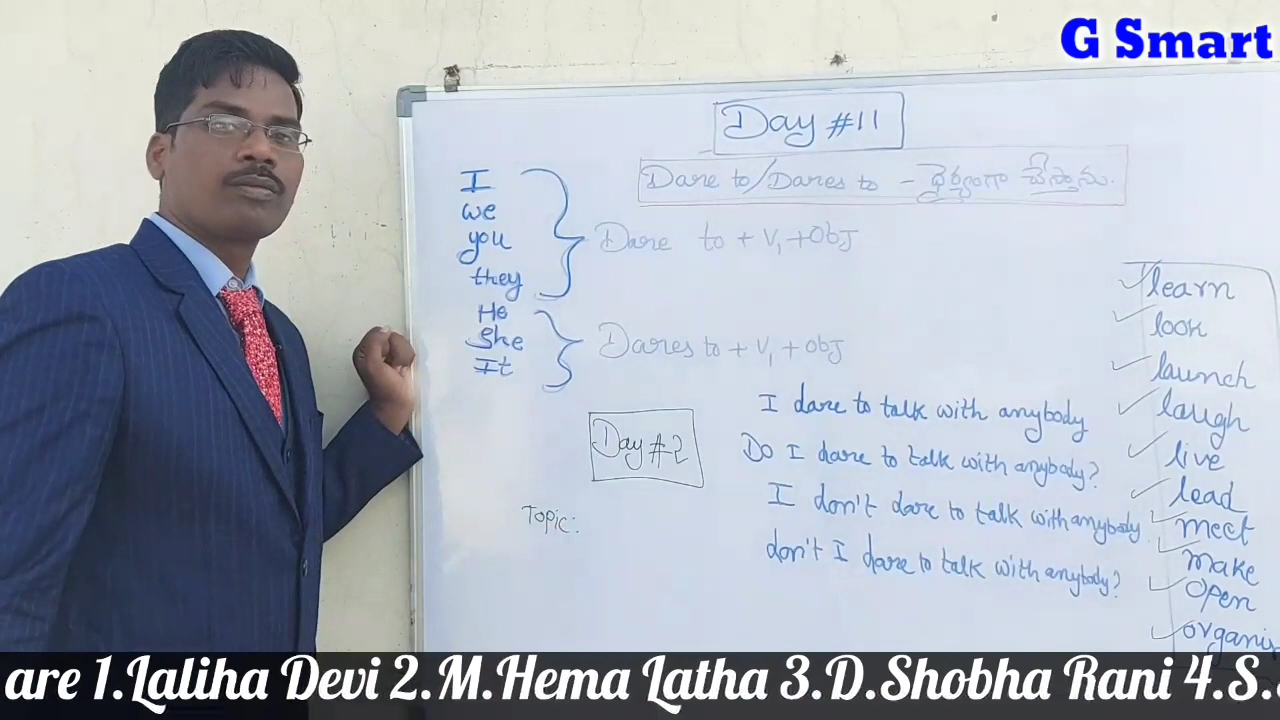 G Smart
Day #11
Dare to/Dares to - ధైర్యంగా చేస్తాను.
I
we
you
they
Dare to + V1 + Obj
He
She
It
Dares to + V1 + Obj
Day #2
Topic:
I dare to talk with anybody
Do I dare to talk with anybody?
I don't dare to talk with anybody
don't I dare to talk with anybody?
learn
look
launch
laugh
live
lead
meet
make
open
are 1.Laliha Devi 2.M.Hema Latha 3.D.Shobha Rani 4.S.